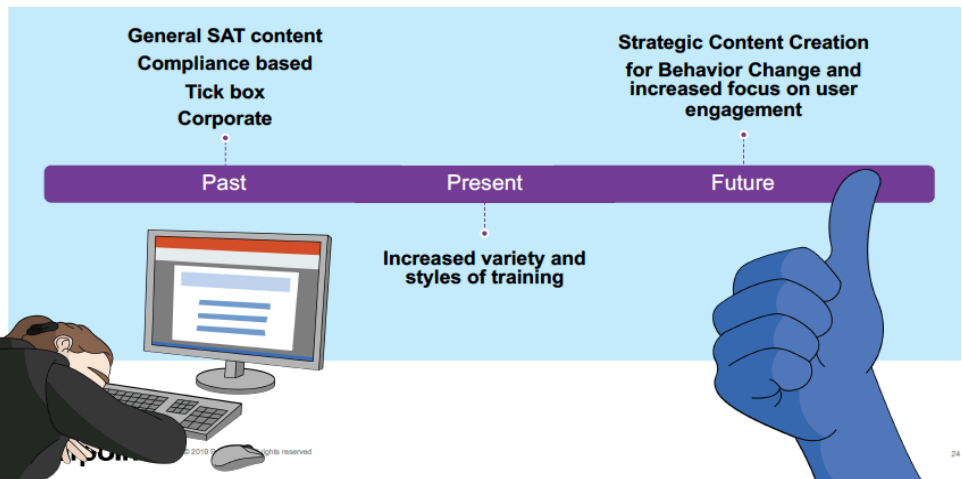 General SAT content
Compliance based
Tick box
Corporate
Strategic Content Creation
for Behavior Change and
increased focus on user
engagement
Past Present Future
Increased variety and
styles of training
© 2019 rights reserved
24